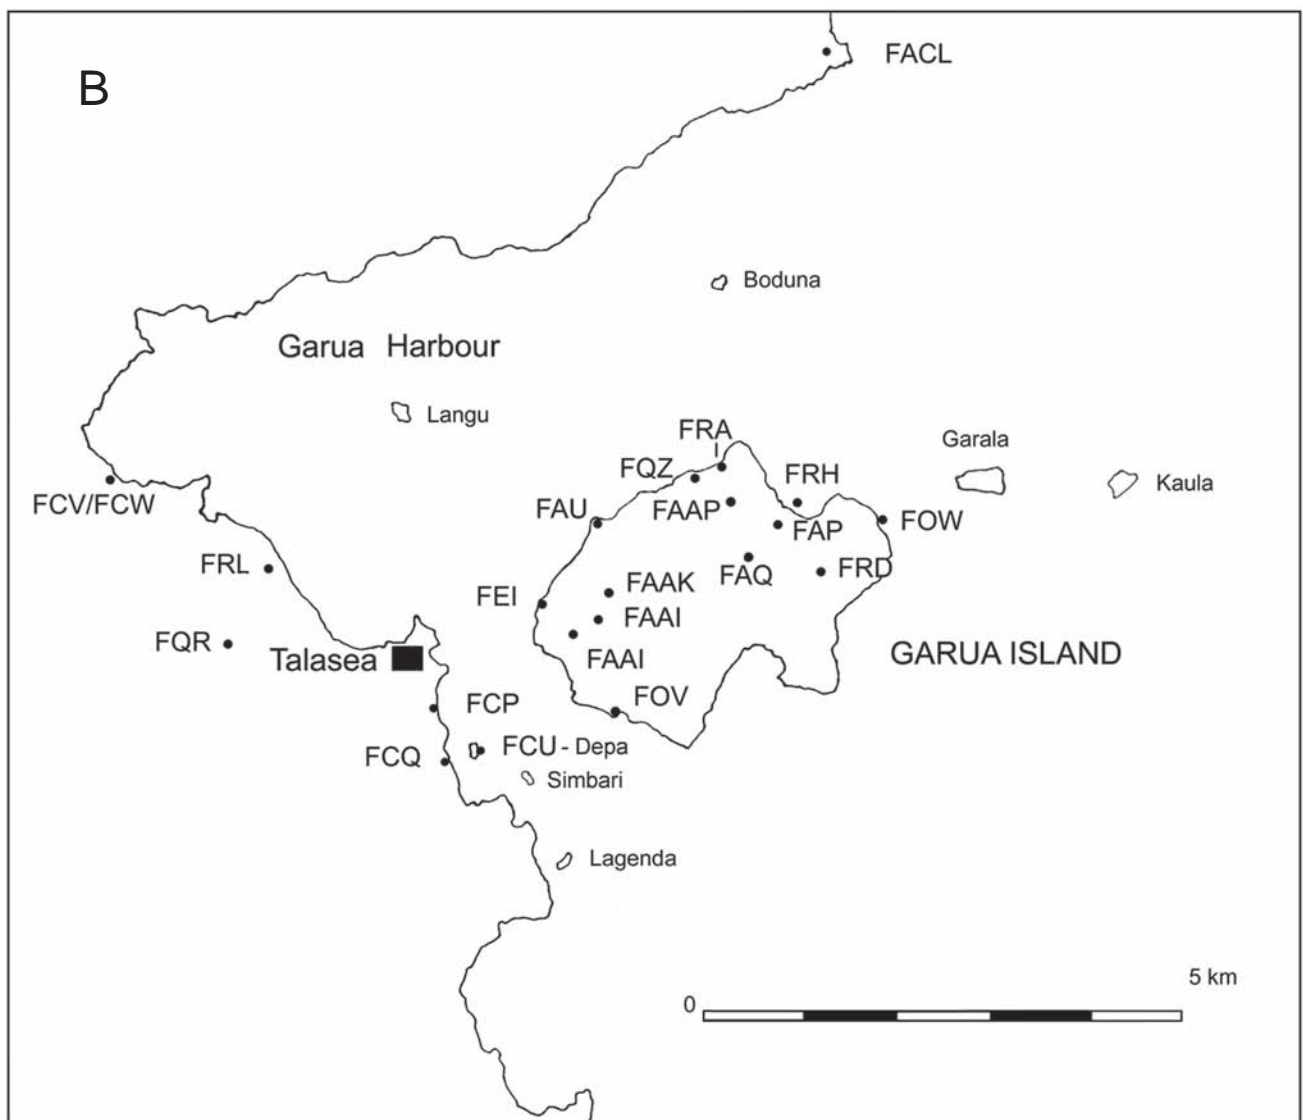 B
FACL
Boduna
Garua Harbour
Langu
FRA
Garala
FQZ
FRH
Kaula
FCV/FCW
FAU
FAAP
FAP
FOW
FRL
FAQ
FRD
FAAK
FEI
FAAI
FQR
Talasea
FAAI
GARUA ISLAND
FOV
FCP
FCU - Depa
FCQ
Simbari
Lagenda
5 km
0